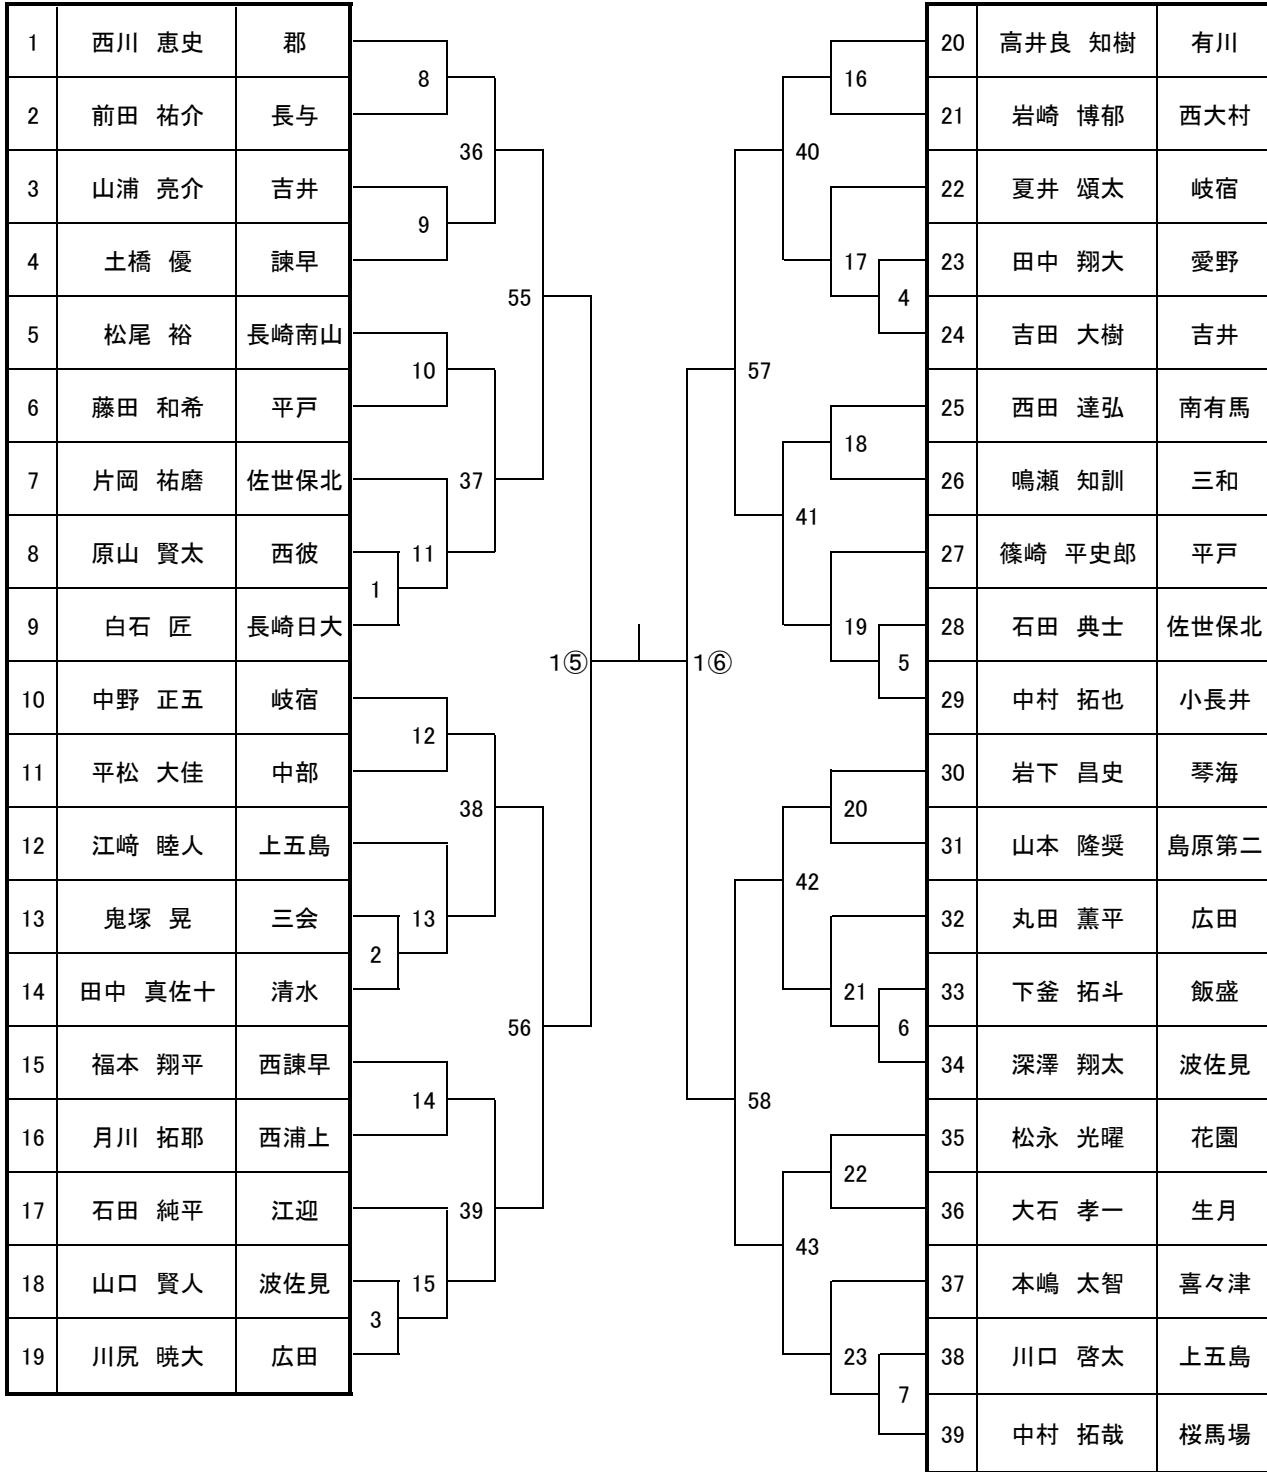 1 西川 恵史 郡
2 前田 祐介 長与
3 山浦 亮介 吉井
4 土橋 優 諫早
5 松尾 裕 長崎南山
6 藤田 和希 平戸
7 片岡 祐磨 佐世保北
8 原山 賢太 西彼
9 白石 匠 長崎日大
10 中野 正五 岐宿
11 平松 大佳 中部
12 江﨑 睦人 上五島
13 鬼塚 晃 三会
14 田中 真佐十 清水
15 福本 翔平 西諌早
16 月川 拓耶 西浦上
17 石田 純平 江迎
18 山口 賢人 波佐見
19 川尻 暁大 広田
8
36
9
55
10
37
11
1
1⑤
12
38
13
2
56
14
39
15
3
16
40
17
4
57
18
41
19
5
1⑥
20
42
21
6
58
22
43
23
7
20 高井良 知樹 有川
21 岩崎 博郁 西大村
22 夏井 頌太 岐宿
23 田中 翔大 愛野
24 吉田 大樹 吉井
25 西田 達弘 南有馬
26 鳴瀬 知訓 三和
27 篠崎 平史郎 平戸
28 石田 典士 佐世保北
29 中村 拓也 小長井
30 岩下 昌史 琴海
31 山本 隆奨 島原第二
32 丸田 薫平 広田
33 下釜 拓斗 飯盛
34 深澤 翔太 波佐見
35 松永 光曜 花園
36 大石 孝一 生月
37 本嶋 太智 喜々津
38 川口 啓太 上五島
39 中村 拓哉 桜馬場